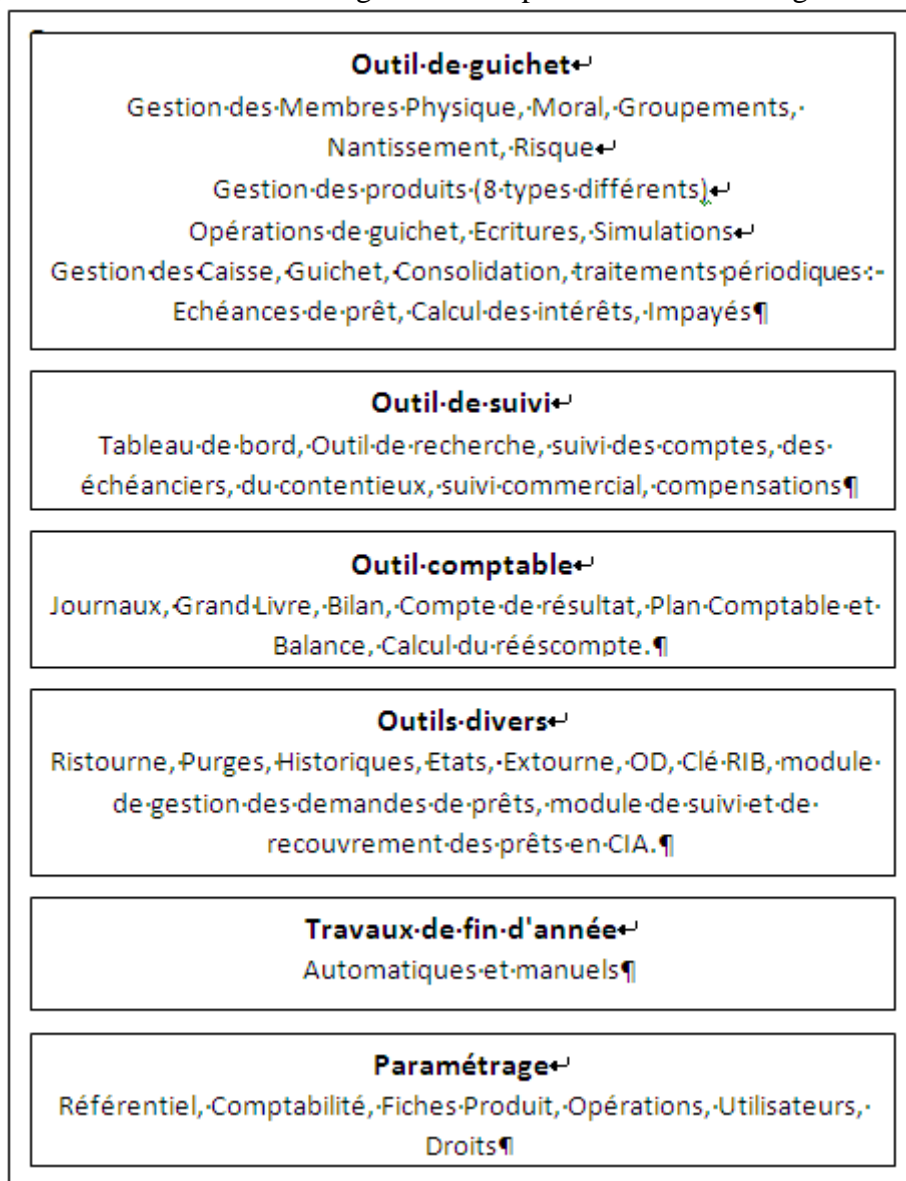 Outil de guichet
Gestion des Membres Physique, Moral, Groupements,
Nantissement, Risque
Gestion des produits (8 types différents)
Opérations de guichet, Ecritures, Simulations
Gestion des Caisse, Guichet, Consolidation, traitements périodiques :-
Echéances de prêt, Calcul des intérêts, Impayés
Outil de suivi
Tableau de bord, Outil de recherche, suivi des comptes, des
échéanciers, du contentieux, suivi commercial, compensations
Outil comptable
Journaux, Grand Livre, Bilan, Compte de résultat, Plan Comptable et
Balance, Calcul du rééscompte.
Outils divers
Ristourne, Purges, Historiques, Etats, Extourne, OD, Clé RIB, module
de gestion des demandes de prêts, module de suivi et de
recouvrement des prêts en CIA.
Travaux de fin d'année
Automatiques et manuels
Paramétrage
Référentiel, Comptabilité, Fiches Produit, Opérations, Utilisateurs,
Droits